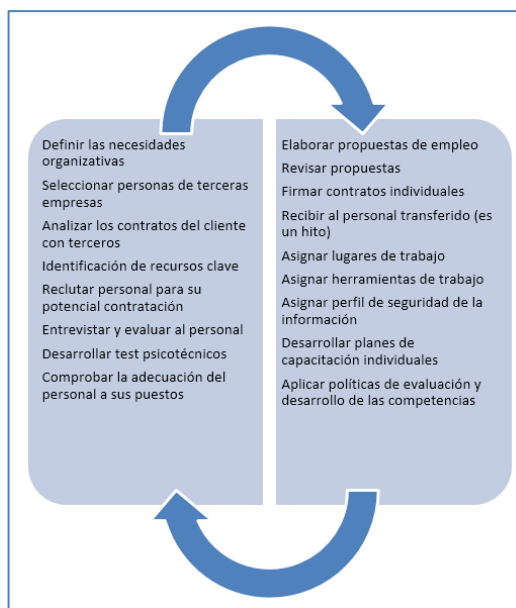 Definir las necesidades
organizativas
Seleccionar personas de terceras
empresas
Analizar los contratos del cliente
con terceros
Identificación de recursos clave
Reclutar personal para su
potencial contratación
Entrevistar y evaluar al personal
Desarrollar test psicotécnicos
Comprobar la adecuación del
personal a sus puestos
Elaborar propuestas de empleo
Revisar propuestas
Firmar contratos individuales
Recibir al personal transferido (es
un hito)
Asignar lugares de trabajo
Asignar herramientas de trabajo
Asignar perfil de seguridad de la
información
Desarrollar planes de
capacitación individuales
Aplicar políticas de evaluación y
desarrollo de las competencias